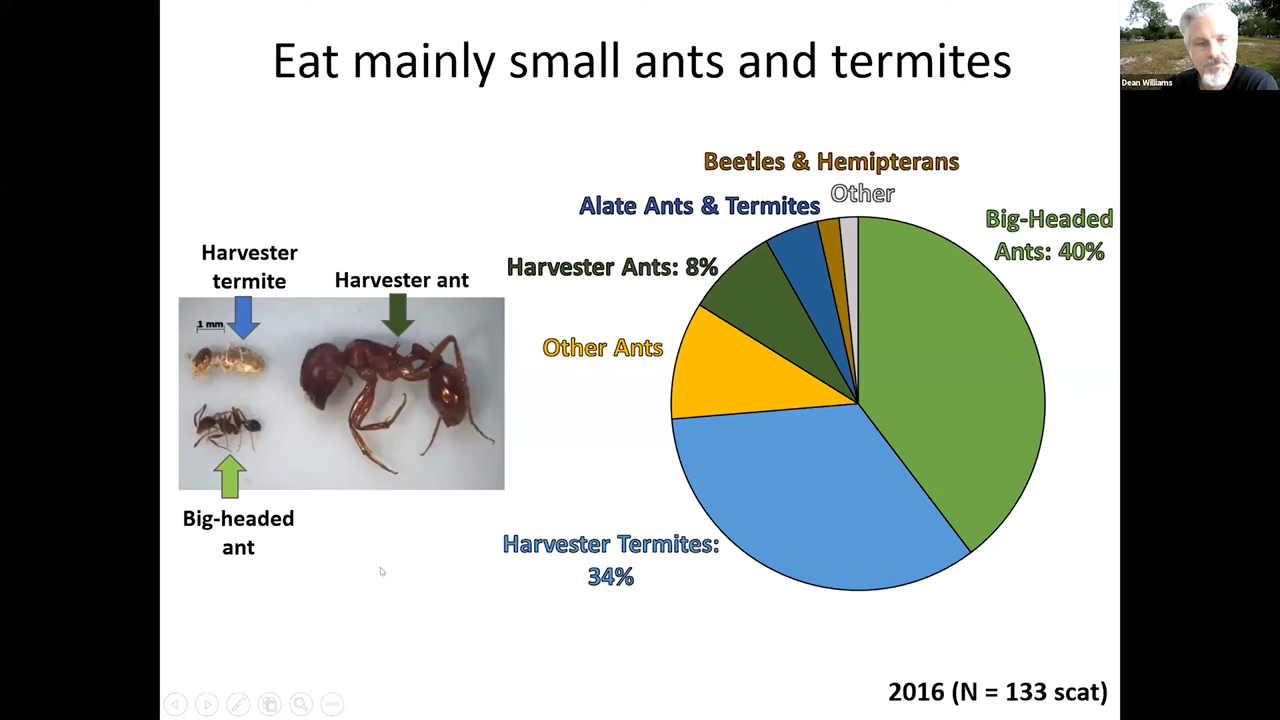 Eat mainly small ants and termites
Dean Williams
Beetles & Hemipterans
Other
Alate Ants & Termites
Big-Headed
Ants: 40%
Harvester Ants: 8%
Other Ants
Harvester Termites:
34%
Harvester
termite
Harvester ant
1 mm
Big-headed
ant
2016 (N = 133 scat)